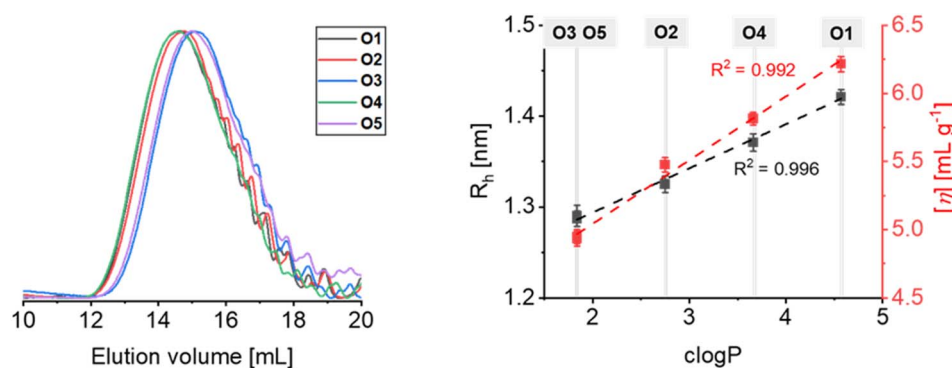 O1
O2
O3
O4
O5
10 12 14 16 18 20
Elution volume [mL]
O3 O5 O2 O4 O1
R² = 0.992
R² = 0.996
1.5
1.4
1.3
1.2
Rₕ [nm]
6.5
6.0
5.5
5.0
4.5
[η] [mL g⁻¹]
2 3 4 5
clogP